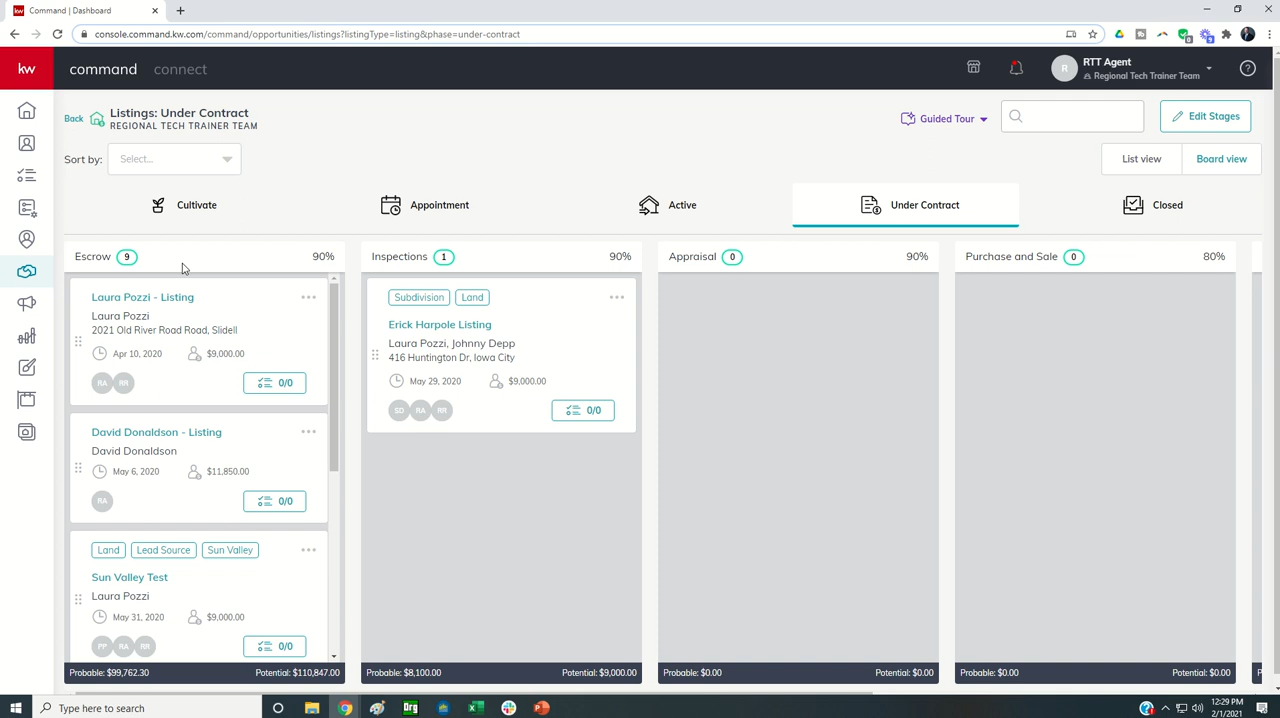 Command | Dashboard
console.command.kw.com/command/opportunities/listings?listingType=listing&phase=under-contract
kw
command
connect
R
RTT Agent
Regional Tech Trainer Team
Back
Listings: Under Contract
REGIONAL TECH TRAINER TEAM
Guided Tour
Edit Stages
Sort by:
Select...
List view
Board view
Cultivate
Appointment
Active
Under Contract
Closed
Escrow 9 90%
Laura Pozzi - Listing
Laura Pozzi
2021 Old River Road Road, Slidell
Apr 10, 2020 $9,000.00
RA RR 0/0
David Donaldson - Listing
David Donaldson
May 6, 2020 $11,850.00
RA 0/0
Land Lead Source Sun Valley
Sun Valley Test
Laura Pozzi
May 31, 2020 $9,000.00
PP RA RR 0/0
Probable: $99,762.30 Potential: $110,847.00
Inspections 1 90%
Subdivision Land
Erick Harpole Listing
Laura Pozzi, Johnny Depp
416 Huntington Dr, Iowa City
May 29, 2020 $9,000.00
SD RA RR 0/0
Probable: $8,100.00 Potential: $9,000.00
Appraisal 0 90%
Probable: $0.00 Potential: $0.00
Purchase and Sale 0 80%
Probable: $0.00 Potential: $0.00
Type here to search
12:29 PM
2/1/2021